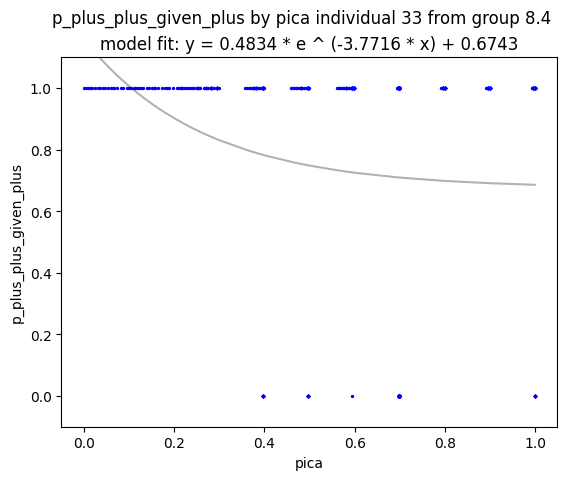 p_plus_plus_given_plus by pica individual 33 from group 8.4
model fit: y = 0.4834 * e ^ (-3.7716 * x) + 0.6743
p_plus_plus_given_plus
1.0
0.8
0.6
0.4
0.2
0.0
0.0 0.2 0.4 0.6 0.8 1.0
pica